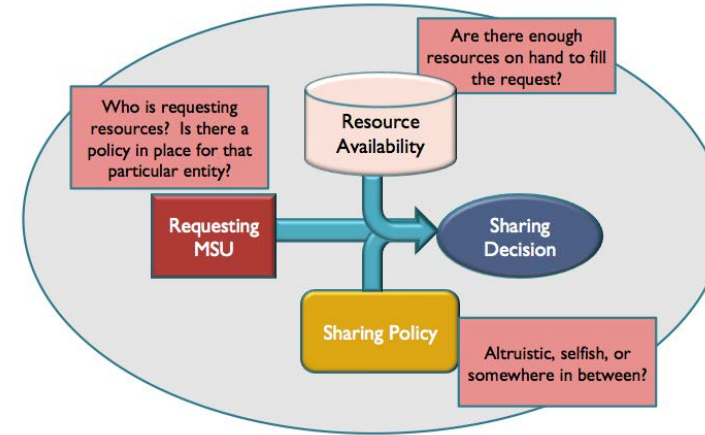 Are there enough
resources on hand to fill
the request?
Who is requesting
resources?  Is there a
policy in place for that
particular entity?
Resource
Availability
Requesting
MSU
Sharing
Decision
Sharing Policy
Altruistic, selfish, or
somewhere in between?